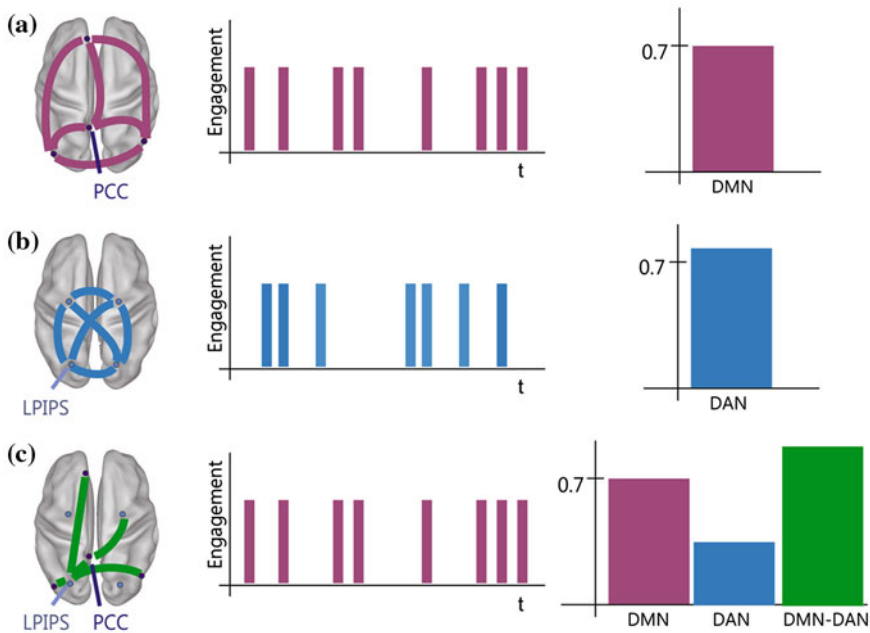 (a)
PCC
Engagement
t
0.7
DMN
(b)
LPIPS
Engagement
t
0.7
DAN
(c)
LPIPS PCC
Engagement
t
0.7
DMN DAN DMN-DAN